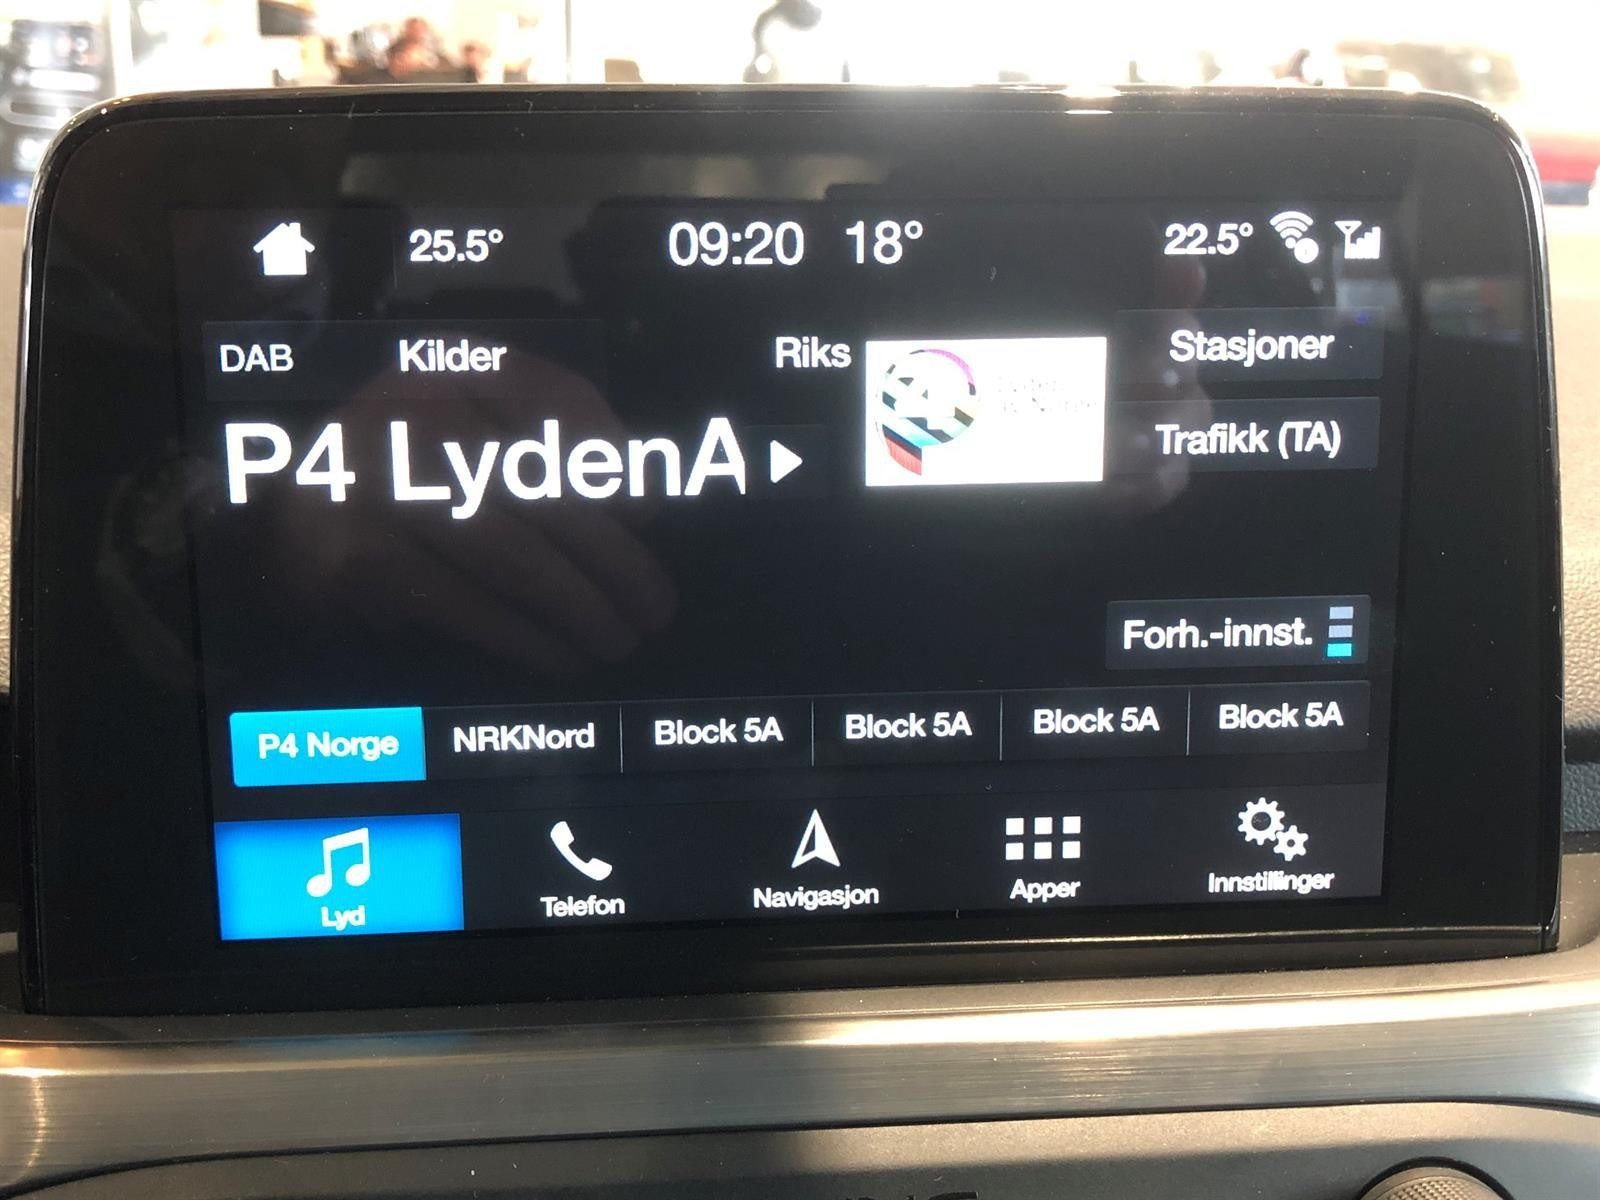 25.5° 09:20 18° 22.5°
DAB Kilder Riks Stasjoner
P4 LydenA
Trafikk (TA)
Forh.-innst.
P4 Norge NRKNord Block 5A Block 5A Block 5A Block 5A
Lyd Telefon Navigasjon Apper Innstillinger